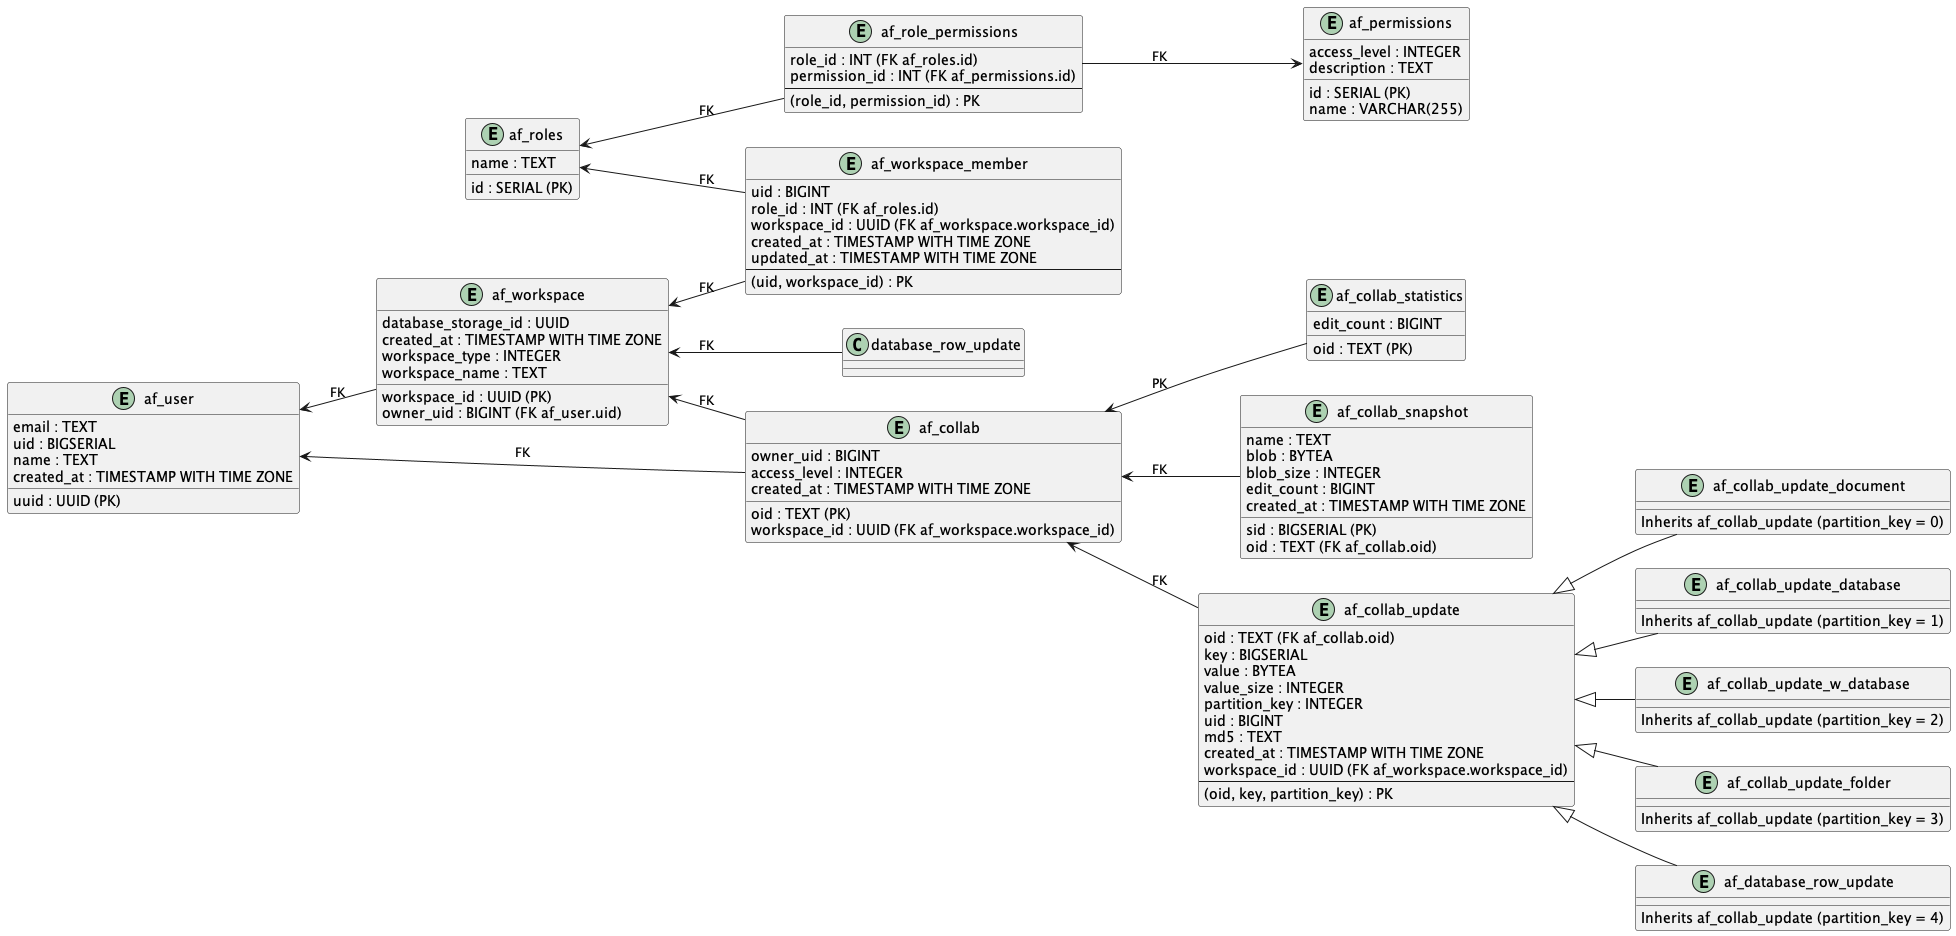 E af_role_permissions
role_id : INT (FK af_roles.id)
permission_id : INT (FK af_permissions.id)
(role_id, permission_id) : PK
FK
E af_permissions
access_level : INTEGER
description : TEXT
id : SERIAL (PK)
name : VARCHAR(255)
FK
E af_roles
name : TEXT
id : SERIAL (PK)
FK
E af_workspace_member
uid : BIGINT
role_id : INT (FK af_roles.id)
workspace_id : UUID (FK af_workspace.workspace_id)
created_at : TIMESTAMP WITH TIME ZONE
updated_at : TIMESTAMP WITH TIME ZONE
(uid, workspace_id) : PK
FK
E af_workspace
database_storage_id : UUID
created_at : TIMESTAMP WITH TIME ZONE
workspace_type : INTEGER
workspace_name : TEXT
workspace_id : UUID (PK)
owner_uid : BIGINT (FK af_user.uid)
FK
C database_row_update
E af_collab_statistics
edit_count : BIGINT
oid : TEXT (PK)
PK
FK
E af_user
email : TEXT
uid : BIGSERIAL
name : TEXT
created_at : TIMESTAMP WITH TIME ZONE
uuid : UUID (PK)
FK
FK
E af_collab
owner_uid : BIGINT
access_level : INTEGER
created_at : TIMESTAMP WITH TIME ZONE
oid : TEXT (PK)
workspace_id : UUID (FK af_workspace.workspace_id)
FK
E af_collab_snapshot
name : TEXT
blob : BYTEA
blob_size : INTEGER
edit_count : BIGINT
created_at : TIMESTAMP WITH TIME ZONE
sid : BIGSERIAL (PK)
oid : TEXT (FK af_collab.oid)
FK
E af_collab_update
oid : TEXT (FK af_collab.oid)
key : BIGSERIAL
value : BYTEA
value_size : INTEGER
partition_key : INTEGER
uid : BIGINT
md5 : TEXT
created_at : TIMESTAMP WITH TIME ZONE
workspace_id : UUID (FK af_workspace.workspace_id)
(oid, key, partition_key) : PK
E af_collab_update_document
Inherits af_collab_update (partition_key = 0)
E af_collab_update_database
Inherits af_collab_update (partition_key = 1)
E af_collab_update_w_database
Inherits af_collab_update (partition_key = 2)
E af_collab_update_folder
Inherits af_collab_update (partition_key = 3)
E af_database_row_update
Inherits af_collab_update (partition_key = 4)